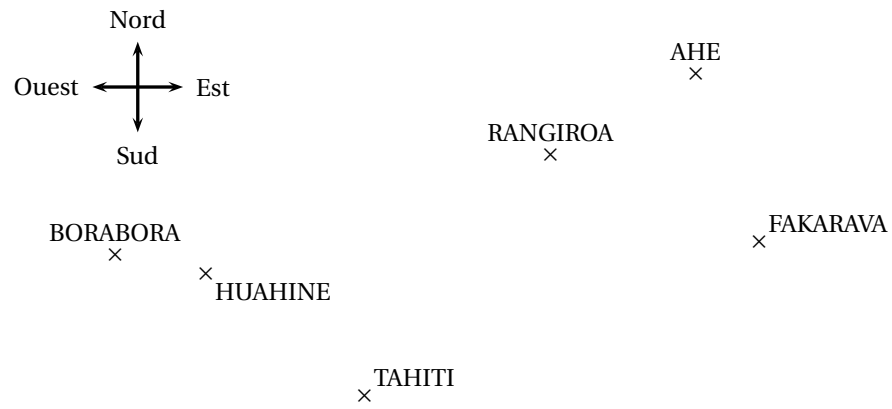 Nord
Ouest
Est
Sud
AHE
RANGIROA
FAKARAVA
BORABORA
HUAHINE
TAHITI